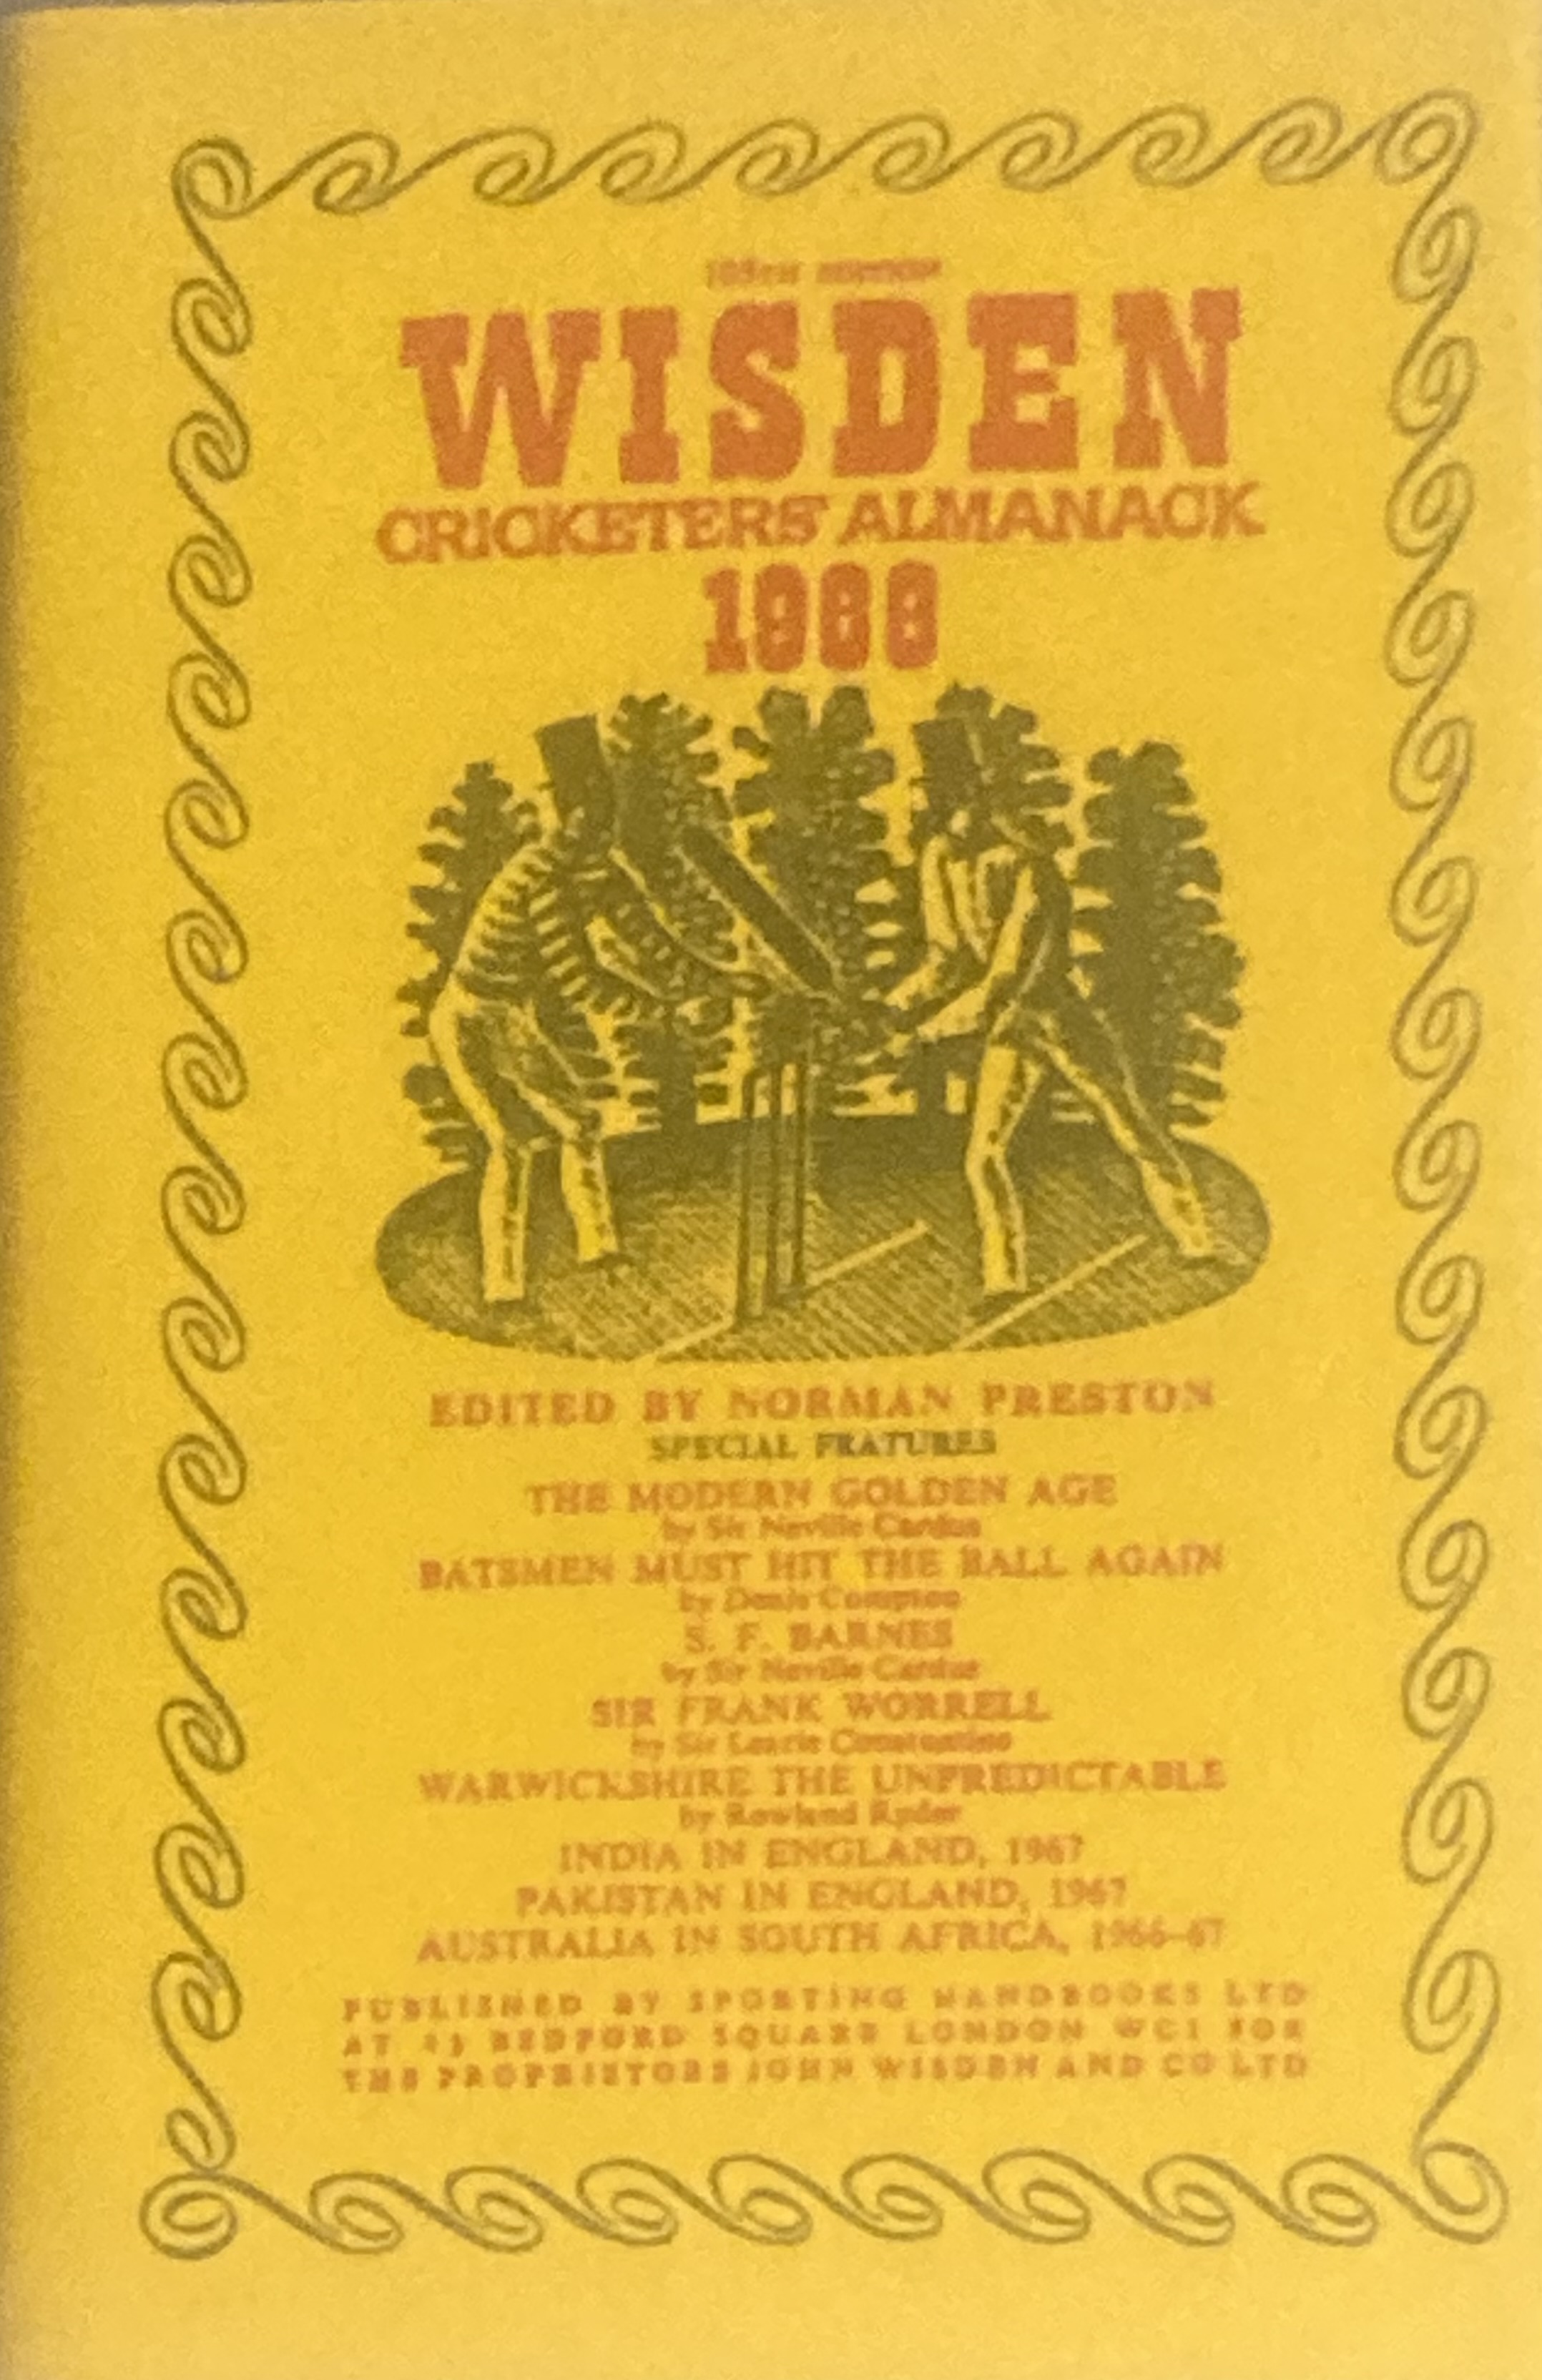 105TH EDITION
WISDEN
CRICKETERS' ALMANACK
1968
EDITED BY NORMAN PRESTON
SPECIAL FEATURES
THE MODERN GOLDEN AGE
by Sir Neville Cardus
BATSMEN MUST HIT THE BALL AGAIN
by Denis Compton
S. F. BARNES
by Sir Neville Cardus
SIR FRANK WORRELL
by Sir Learie Constantine
WARWICKSHIRE THE UNPREDICTABLE
by Rowland Ryder
INDIA IN ENGLAND, 1967
PAKISTAN IN ENGLAND, 1967
AUSTRALIA IN SOUTH AFRICA, 1966–67
PUBLISHED BY SPORTING HANDBOOKS LTD
AT BEDFORD SQUARE LONDON WC1 FOR
THE PROPRIETORS JOHN WISDEN AND CO LTD